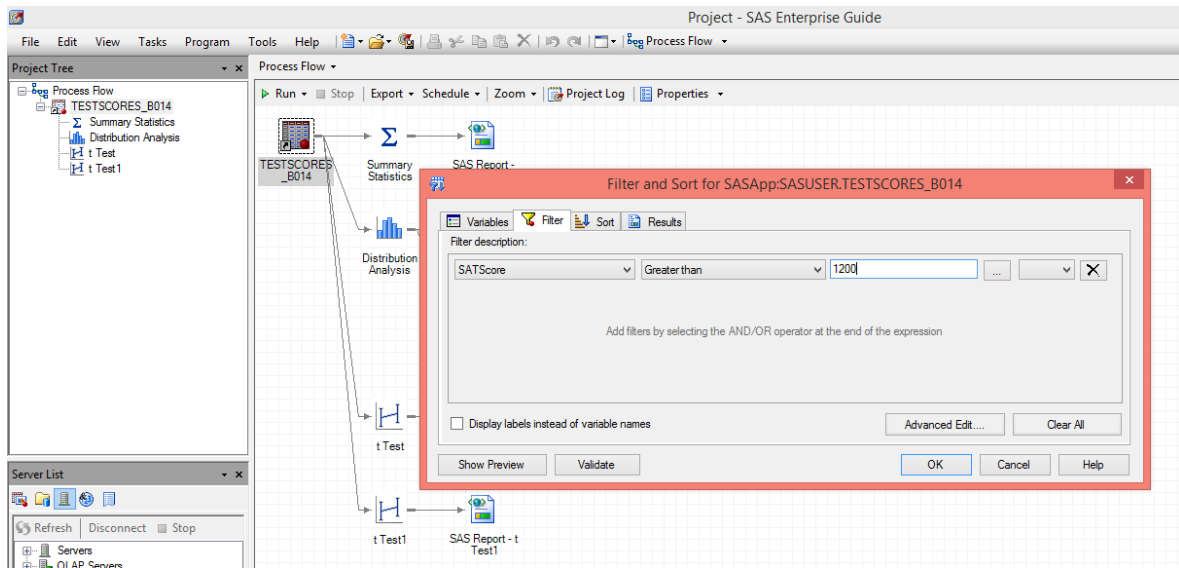 Project - SAS Enterprise Guide
File Edit View Tasks Program Tools Help Process Flow
Project Tree
Process Flow
TESTSCORES_B014
Summary Statistics
Distribution Analysis
t Test
t Test1
Process Flow
Run Stop Export Schedule Zoom Project Log Properties
TESTSCORES
_B014
Summary
Statistics
SAS Report -
Distribution
Analysis
t Test
t Test1
SAS Report - t
Test1
Filter and Sort for SASApp:SASUSER.TESTSCORES_B014
Variables Filter Sort Results
Filter description:
SATScore Greater than 1200 ...
Add filters by selecting the AND/OR operator at the end of the expression
Display labels instead of variable names
Advanced Edit.... Clear All
Show Preview Validate OK Cancel Help
Server List
Refresh Disconnect Stop
Servers
OLAP Servers